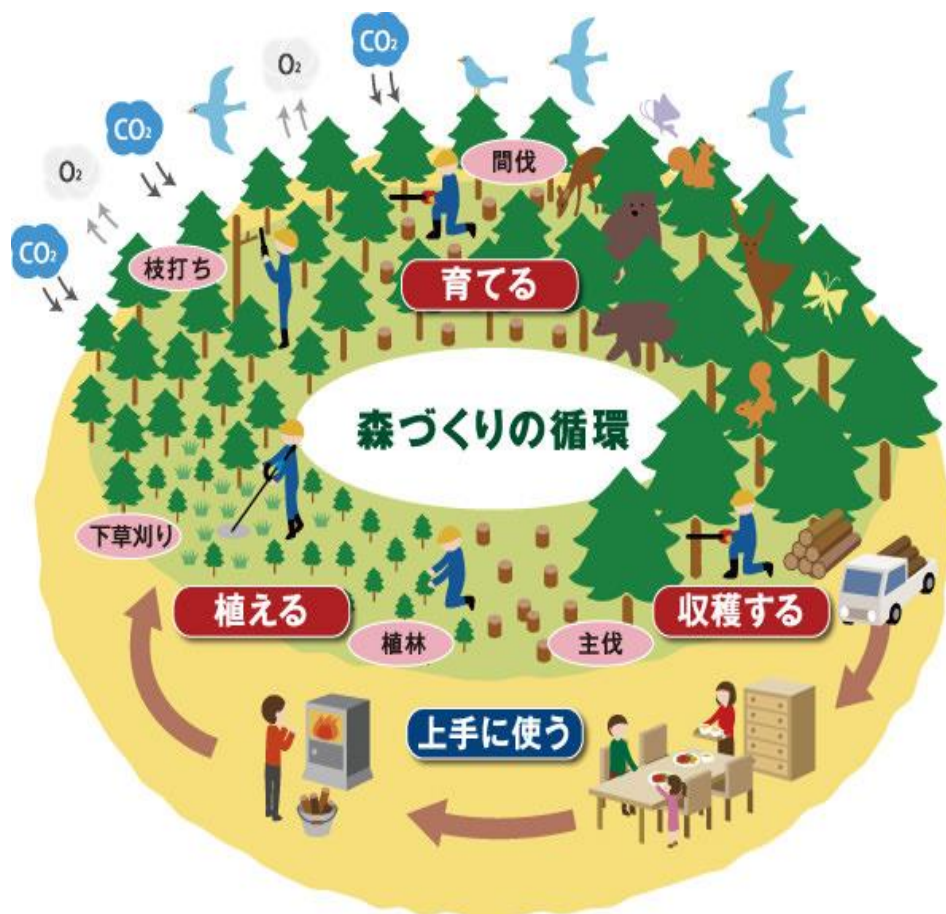 CO₂
O₂
CO₂
O₂
CO₂
間伐
枝打ち
育てる
森づくりの循環
下草刈り
植える
収穫する
植林
主伐
上手に使う